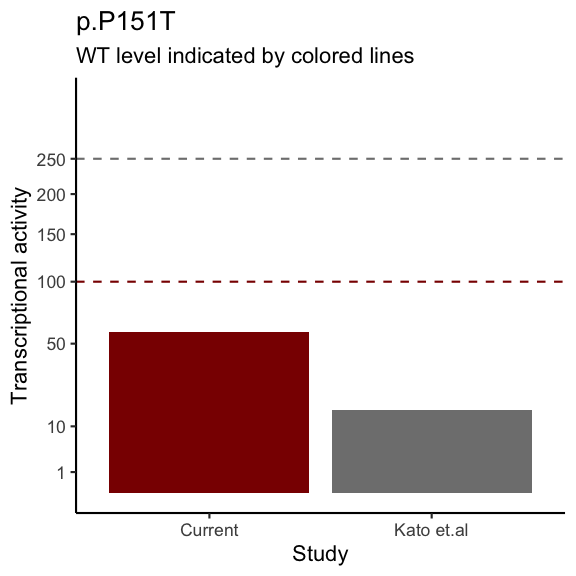 p.P151T
WT level indicated by colored lines
Transcriptional activity
250
200
150
100
50
10
1
Current
Kato et.al
Study